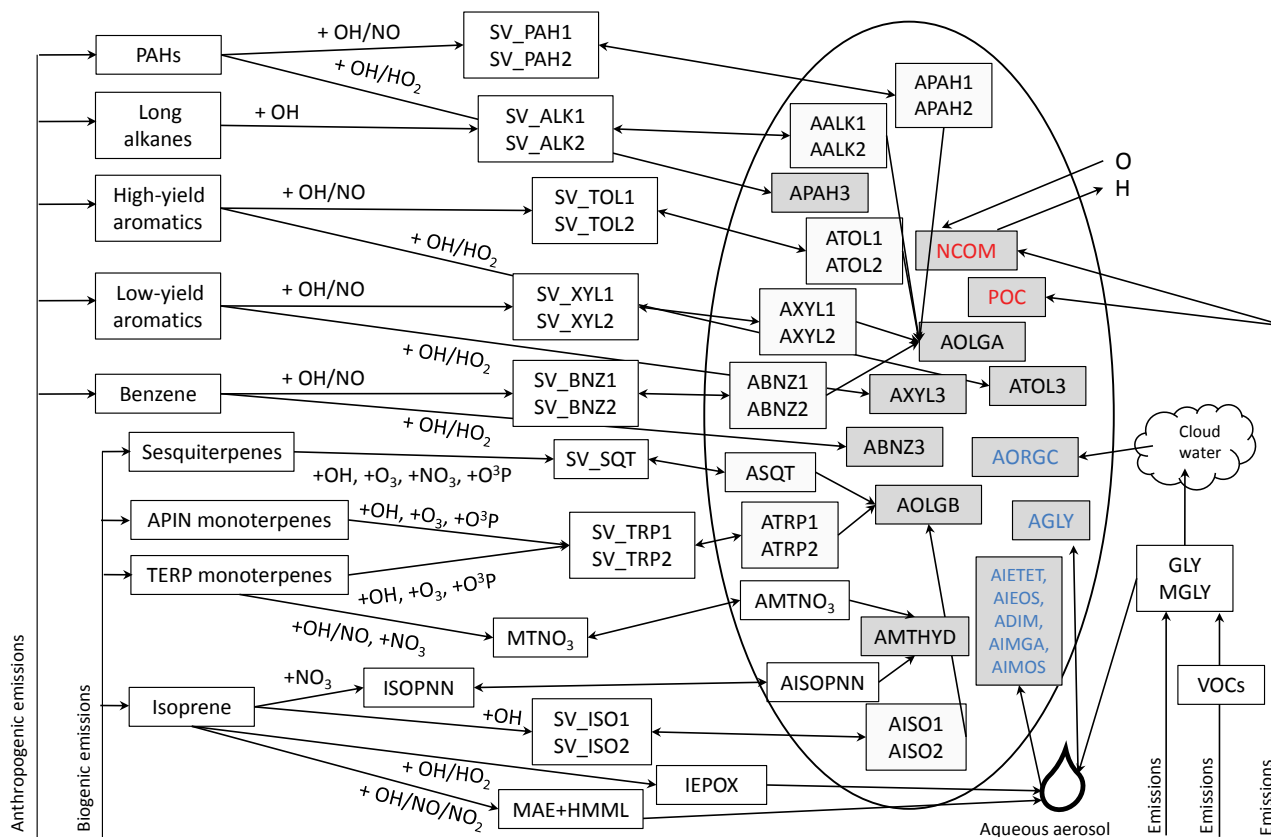 PAHs
+ OH/NO
+ OH/HO₂
SV_PAH1
SV_PAH2
APAH1
APAH2
Long
alkanes
+ OH
SV_ALK1
SV_ALK2
AALK1
AALK2
APAH3
O
H
High-yield
aromatics
+ OH/NO
+ OH/HO₂
SV_TOL1
SV_TOL2
ATOL1
ATOL2
NCOM
POC
Low-yield
aromatics
+ OH/NO
+ OH/HO₂
SV_XYL1
SV_XYL2
AXYL1
AXYL2
AOLGA
ATOL3
Benzene
+ OH/NO
+ OH/HO₂
SV_BNZ1
SV_BNZ2
ABNZ1
ABNZ2
AXYL3
ABNZ3
Sesquiterpenes
+OH, +O₃, +NO₃, +O³P
SV_SQT
ASQT
AORGC
Cloud
water
APIN monoterpenes
+OH, +O₃, +O³P
SV_TRP1
SV_TRP2
ATRP1
ATRP2
AOLGB
AGLY
TERP monoterpenes
+OH, +O₃, +O³P
+OH/NO, +NO₃
MTNO₃
AMTNO₃
AMTHYD
AIETET,
AIEOS,
ADIM,
AIMGA,
AIMOS
GLY
MGLY
VOCs
Isoprene
+NO₃
ISOPNN
AISOPNN
+OH
SV_ISO1
SV_ISO2
AISO1
AISO2
+ OH/HO₂
IEPOX
+ OH/NO/NO₂
MAE+HMML
Aqueous aerosol
Anthropogenic emissions
Biogenic emissions
Emissions
Emissions
Emissions